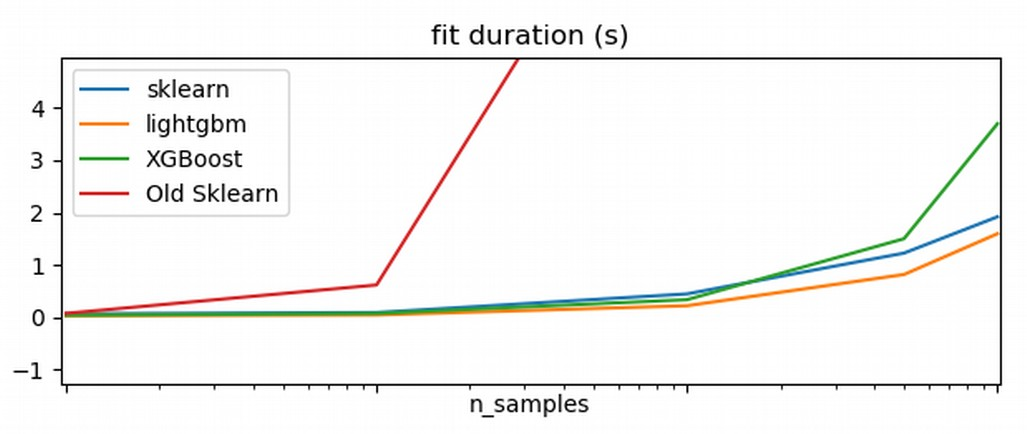 fit duration (s)
sklearn
lightgbm
XGBoost
Old Sklearn
4
3
2
1
0
−1
n_samples